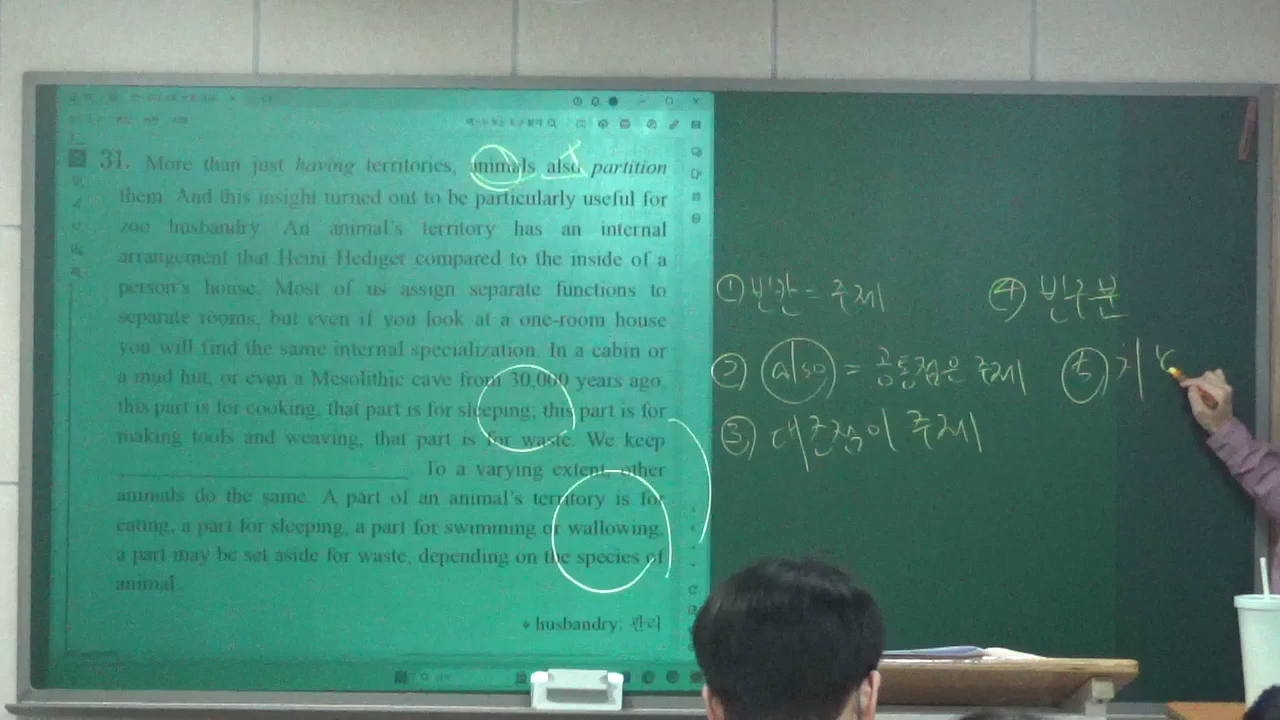 31. More than just having territories, animals also partition
them. And this insight turned out to be particularly useful for
zoo husbandry. An animal's territory has an internal
arrangement that Heini Hediger compared to the inside of a
person's house. Most of us assign separate functions to
separate rooms, but even if you look at a one-room house
you will find the same internal specialization. In a cabin or
a mud hut, or even a Mesolithic cave from 30,000 years ago,
this part is for cooking, that part is for sleeping; this part is for
making tools and weaving, that part is for waste. We keep
____________________. To a varying extent, other
animals do the same. A part of an animal's territory is for
eating, a part for sleeping, a part for swimming or wallowing,
a part may be set aside for waste, depending on the species of
animal.
* husbandry: 관리
① 빈칸 = 주제
② also = 공통점은 주제
③ 대조점이 주제
④ 빈구분
⑤ 지